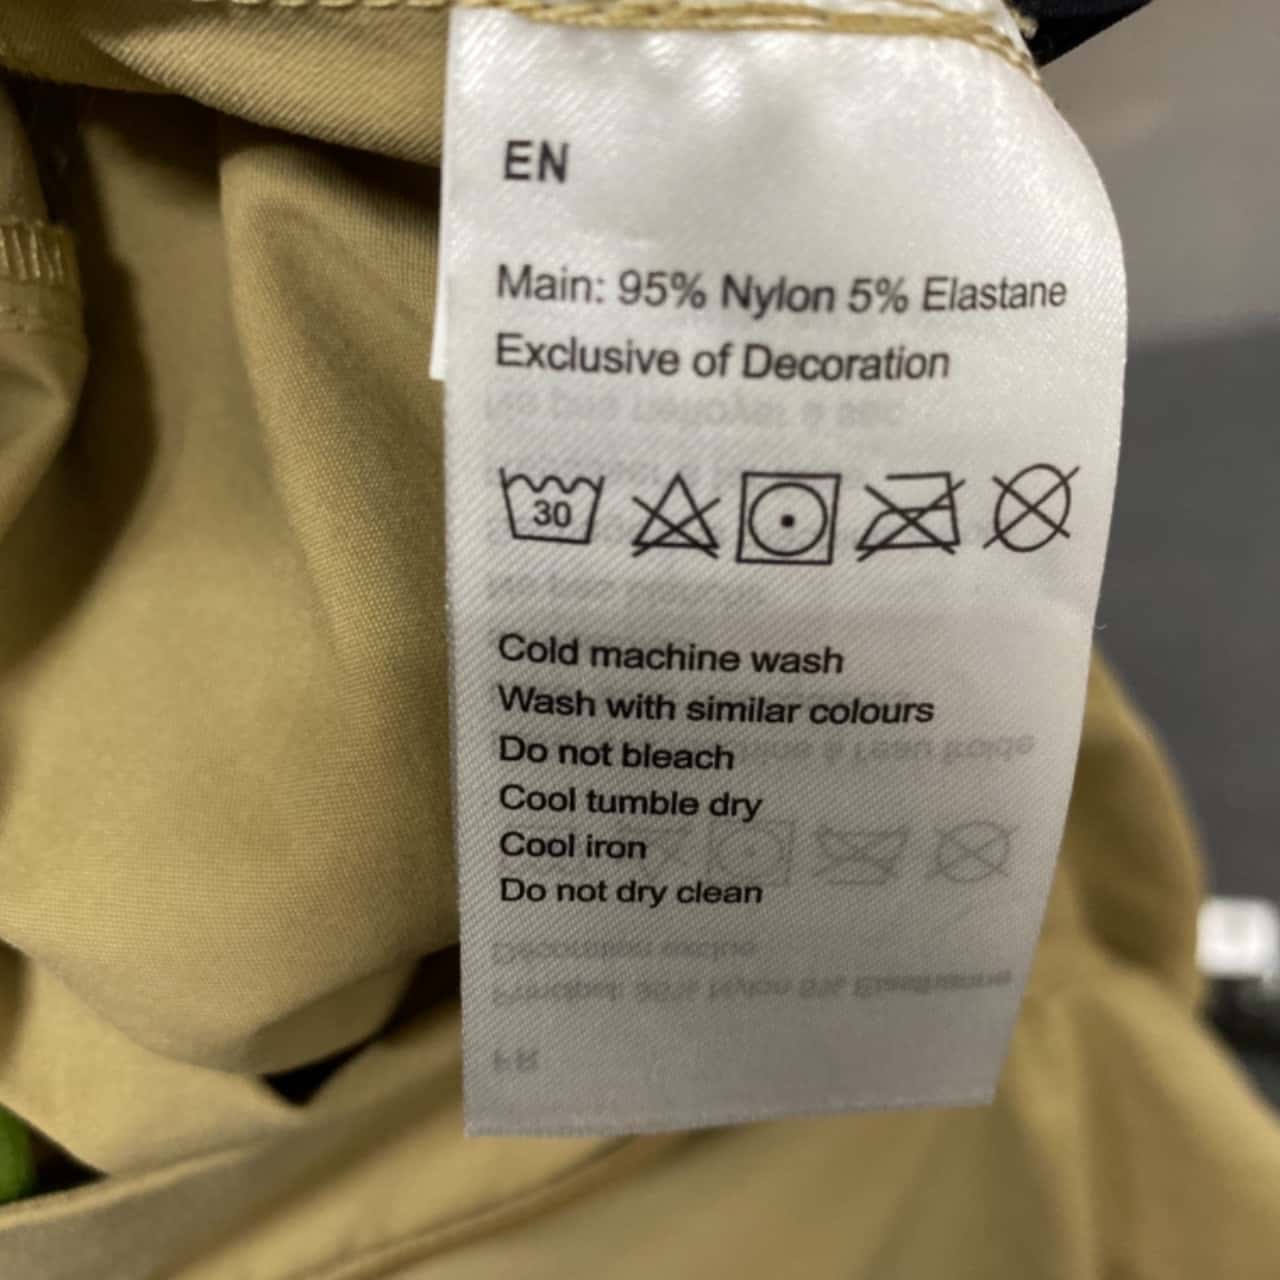 EN
Main: 95% Nylon 5% Elastane
Exclusive of Decoration
30
Cold machine wash
Wash with similar colours
Do not bleach
Cool tumble dry
Cool iron
Do not dry clean
FR